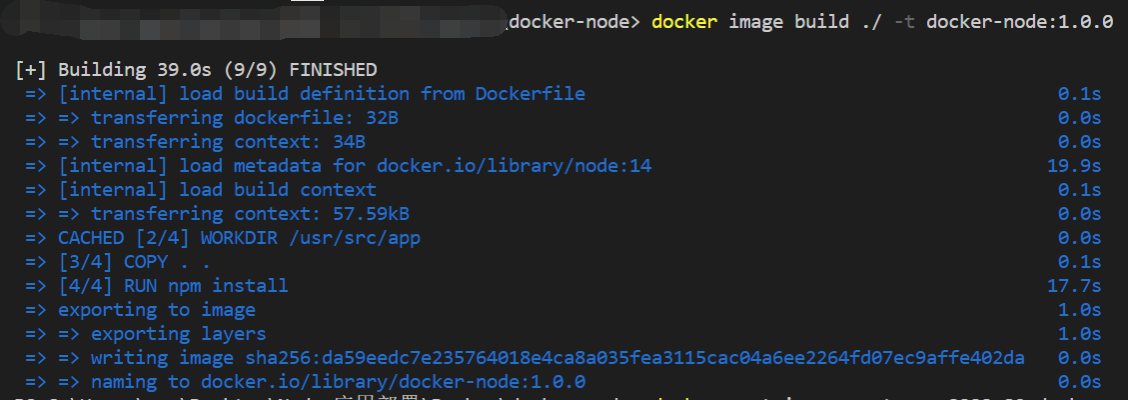 _docker-node> docker image build ./ -t docker-node:1.0.0
[+] Building 39.0s (9/9) FINISHED
=> [internal] load build definition from Dockerfile 0.1s
=> => transferring dockerfile: 32B 0.0s
=> => transferring context: 34B 0.0s
=> [internal] load metadata for docker.io/library/node:14 19.9s
=> [internal] load build context 0.1s
=> => transferring context: 57.59kB 0.0s
=> CACHED [2/4] WORKDIR /usr/src/app 0.0s
=> [3/4] COPY . . 0.1s
=> [4/4] RUN npm install 17.7s
=> exporting to image 1.0s
=> => exporting layers 1.0s
=> => writing image sha256:da59eedc7e235764018e4ca8a035fea3115cac04a6ee2264fd07ec9affe402da 0.0s
=> => naming to docker.io/library/docker-node:1.0.0 0.0s